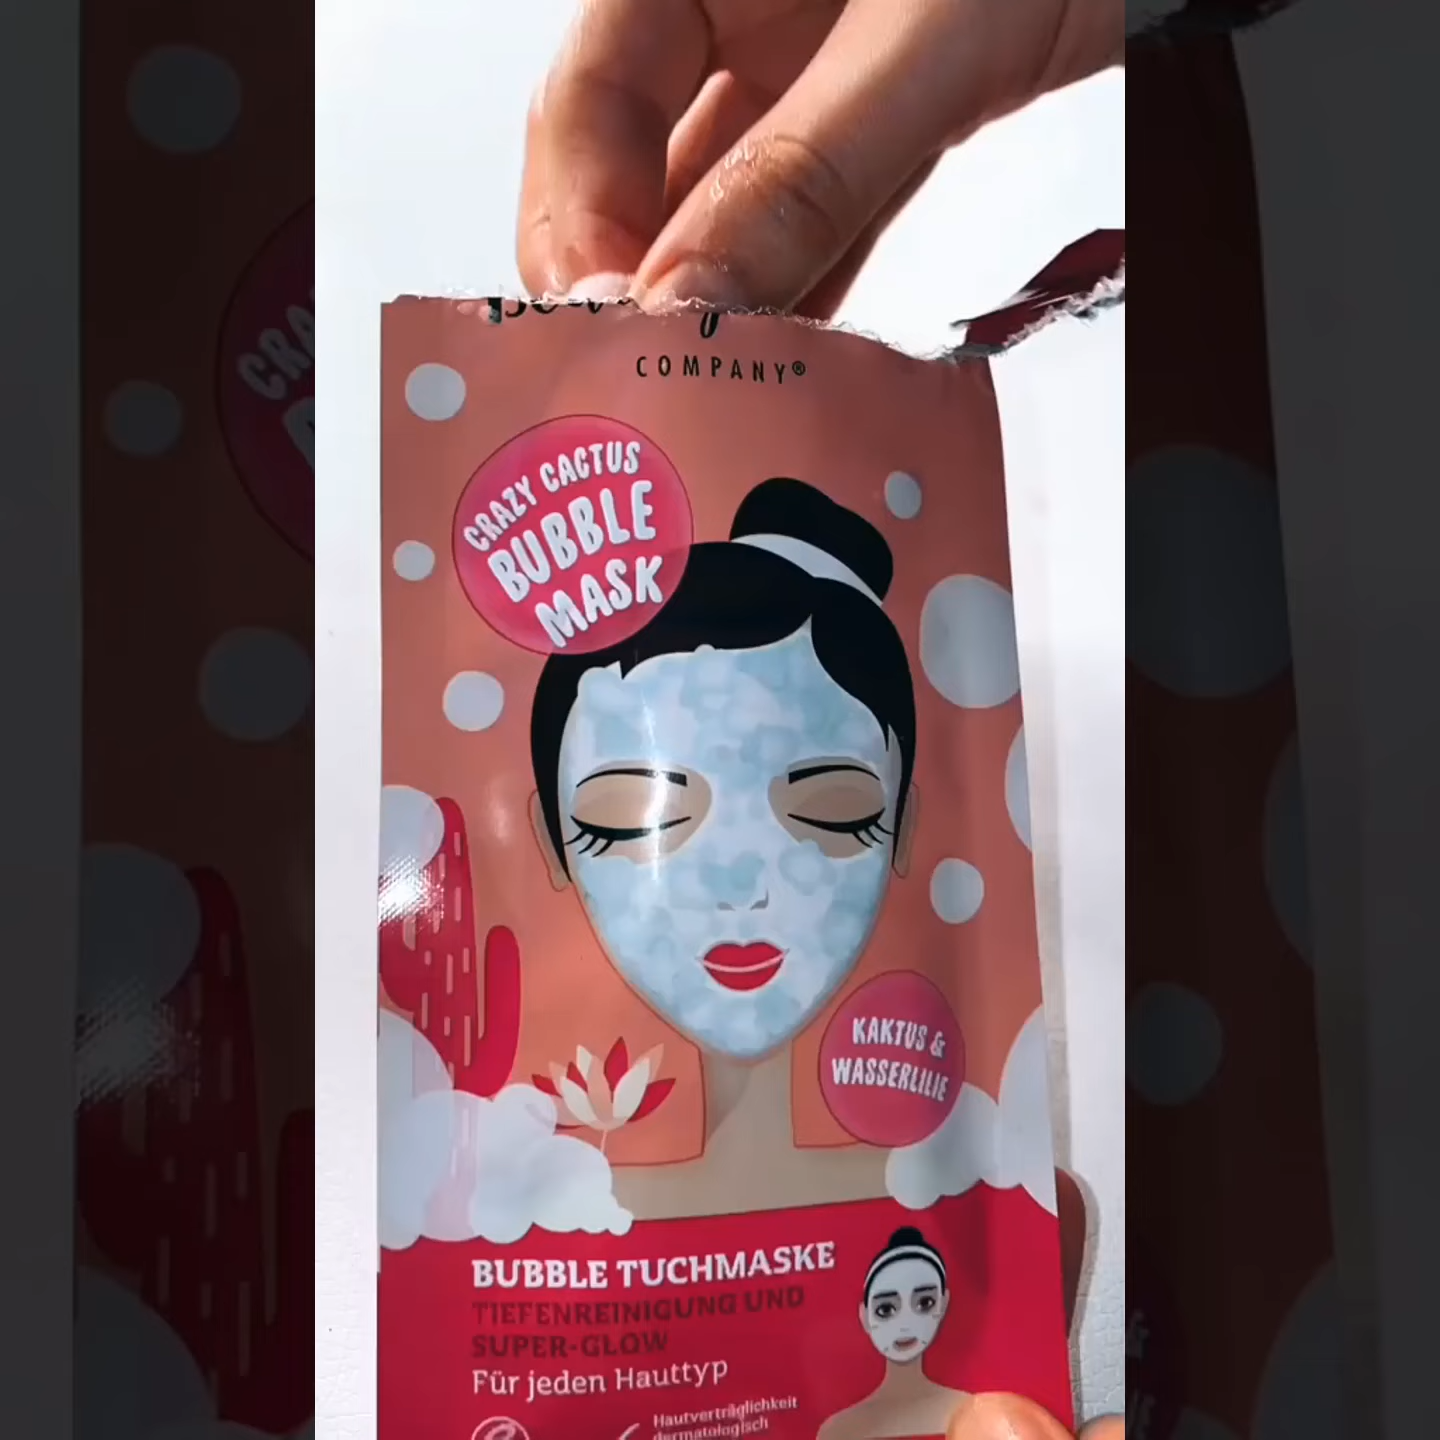 COMPANY®
CRAZY CACTUS
BUBBLE
MASK
KAKTUS &
WASSERLILIE
BUBBLE TUCHMASKE
TIEFENREINIGUNG UND
SUPER-GLOW
Für jeden Hauttyp
Hautverträglichkeit
dermatologisch